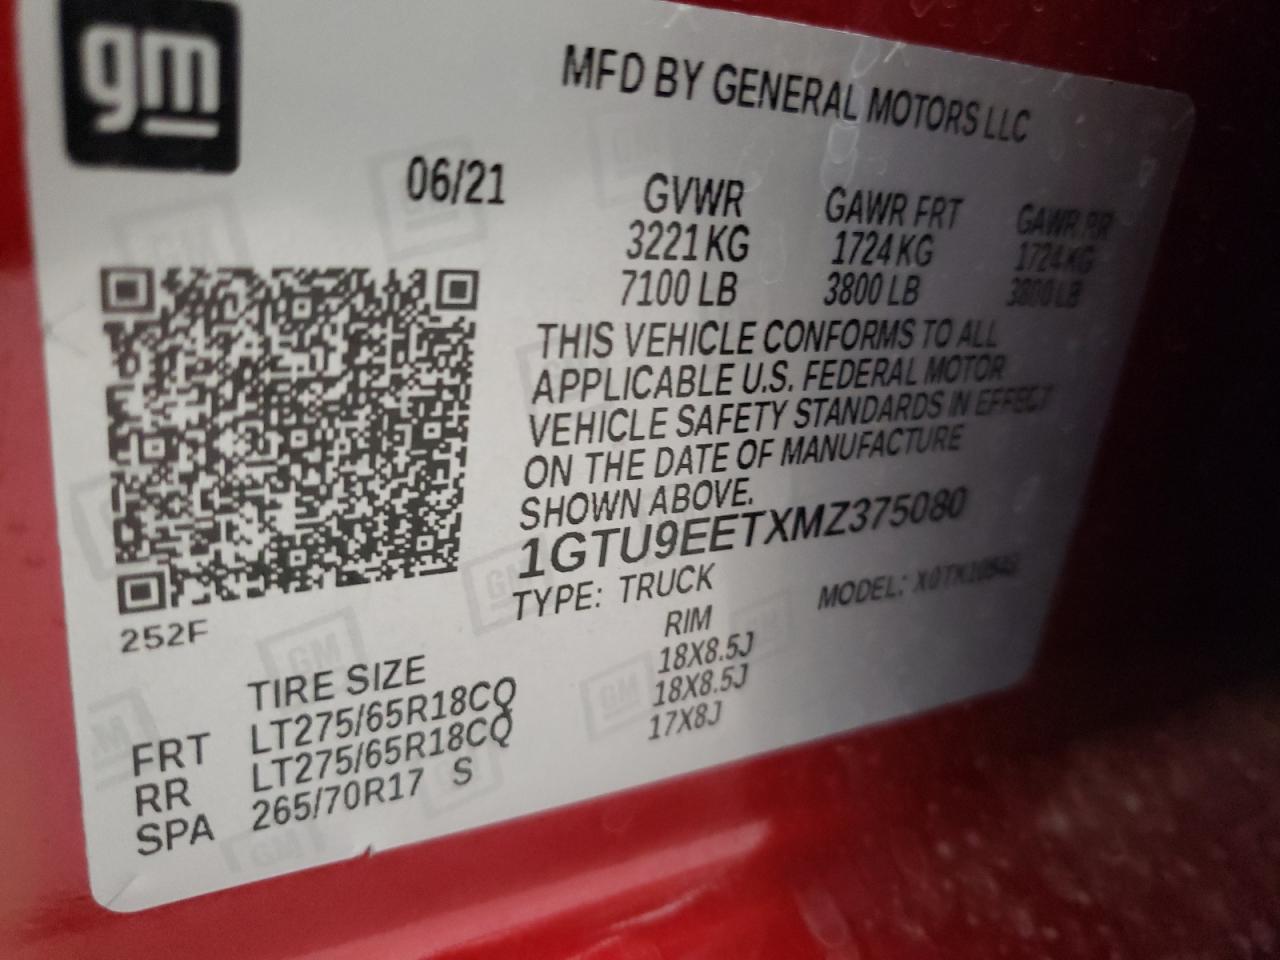 gm
MFD BY GENERAL MOTORS LLC
06/21
GVWR GAWR FRT GAWR RR
3221 KG 1724 KG 1724 KG
7100 LB 3800 LB 3800 LB
THIS VEHICLE CONFORMS TO ALL
APPLICABLE U.S. FEDERAL MOTOR
VEHICLE SAFETY STANDARDS IN EFFECT
ON THE DATE OF MANUFACTURE
SHOWN ABOVE.
1GTU9EETXMZ375080
TYPE: TRUCK MODEL:
252F
TIRE SIZE RIM
FRT LT275/65R18CQ 18X8.5J
RR LT275/65R18CQ 18X8.5J
SPA 265/70R17 S 17X8J